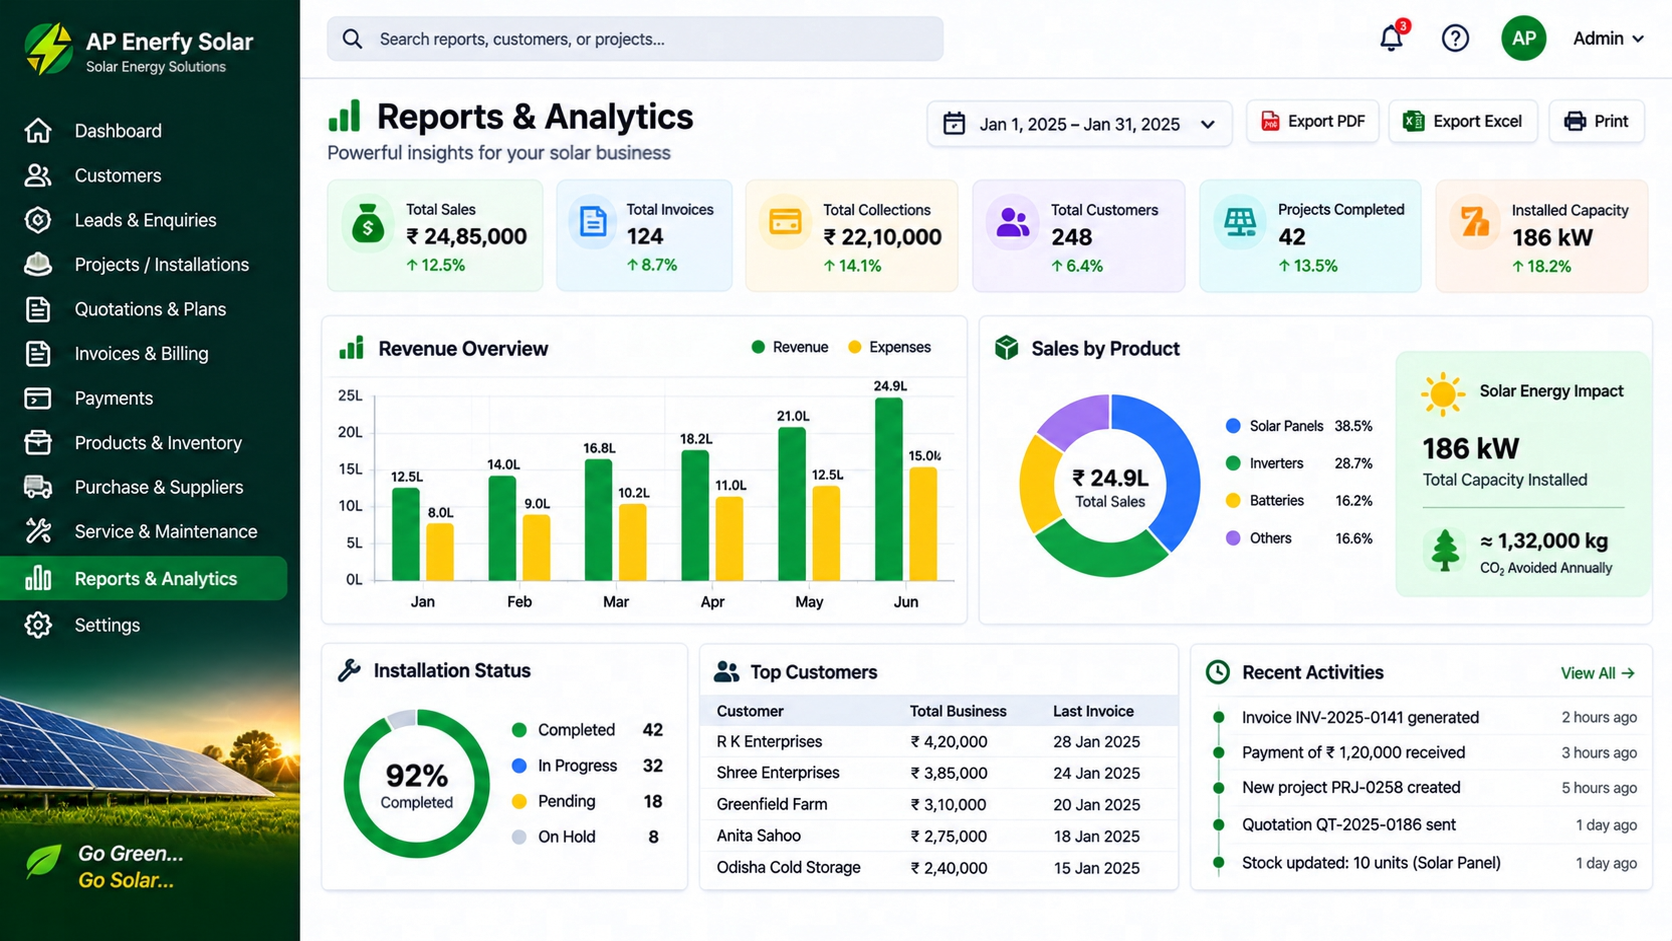 AP Enerfy Solar
Solar Energy Solutions
Dashboard
Customers
Leads & Enquiries
Projects / Installations
Quotations & Plans
Invoices & Billing
Payments
Products & Inventory
Purchase & Suppliers
Service & Maintenance
Reports & Analytics
Settings
Go Green...
Go Solar...
Search reports, customers, or projects...
3
AP
Admin
Reports & Analytics
Powerful insights for your solar business
Jan 1, 2025 – Jan 31, 2025
Export PDF
Export Excel
Print
Total Sales
₹ 24,85,000
↑ 12.5%
Total Invoices
124
↑ 8.7%
Total Collections
₹ 22,10,000
↑ 14.1%
Total Customers
248
↑ 6.4%
Projects Completed
42
↑ 13.5%
Installed Capacity
186 kW
↑ 18.2%
Revenue Overview
Revenue
Expenses
25L
20L
15L
10L
5L
0L
12.5L
8.0L
14.0L
9.0L
16.8L
10.2L
18.2L
11.0L
21.0L
12.5L
24.9L
Jan
Feb
Mar
Apr
May
Jun
Sales by Product
₹ 24.9L
Total Sales
Solar Panels 38.5%
Inverters 28.7%
Batteries 16.2%
Others 16.6%
Solar Energy Impact
186 kW
Total Capacity Installed
≈ 1,32,000 kg
CO₂ Avoided Annually
Installation Status
92%
Completed
Completed 42
In Progress 32
Pending 18
On Hold 8
Top Customers
Customer Total Business Last Invoice
R K Enterprises ₹ 4,20,000 28 Jan 2025
Shree Enterprises ₹ 3,85,000 24 Jan 2025
Greenfield Farm ₹ 3,10,000 20 Jan 2025
Anita Sahoo ₹ 2,75,000 18 Jan 2025
Odisha Cold Storage ₹ 2,40,000 15 Jan 2025
Recent Activities
View All →
Invoice INV-2025-0141 generated 2 hours ago
Payment of ₹ 1,20,000 received 3 hours ago
New project PRJ-0258 created 5 hours ago
Quotation QT-2025-0186 sent 1 day ago
Stock updated: 10 units (Solar Panel) 1 day ago